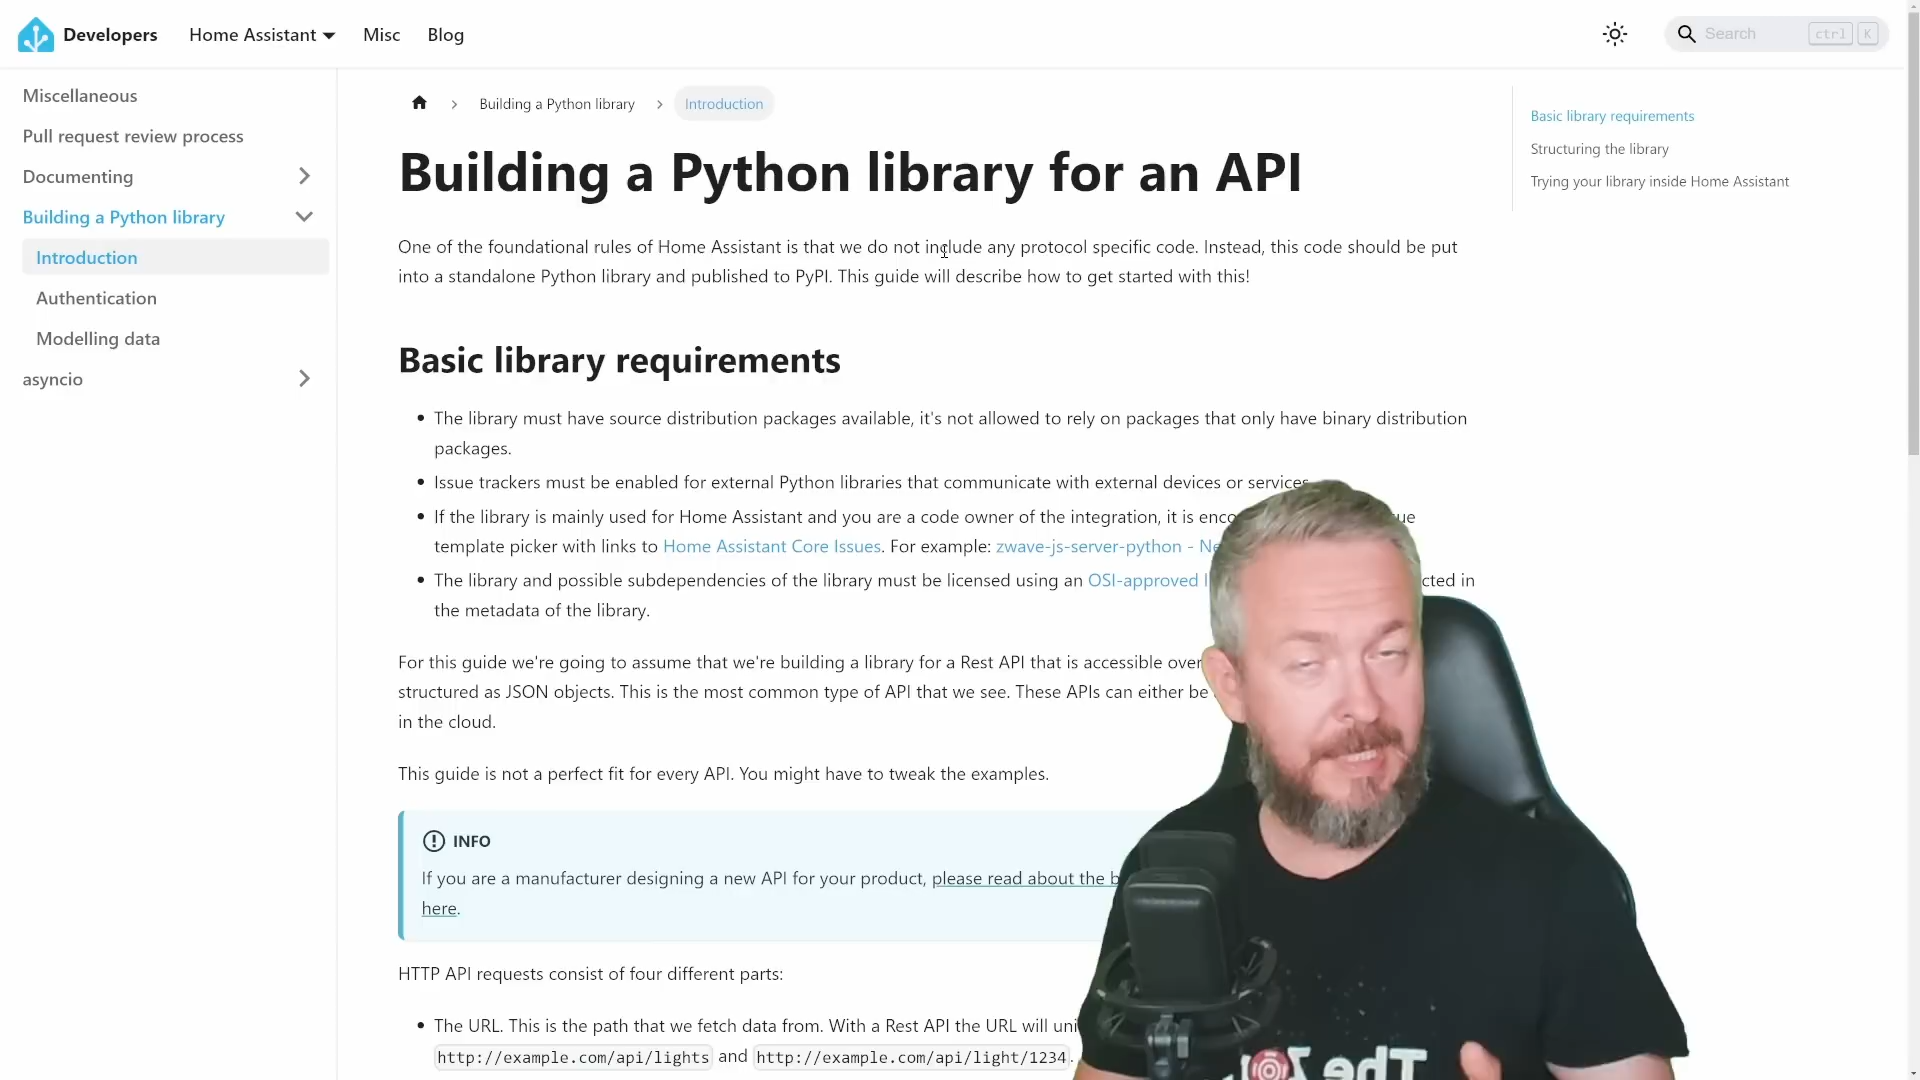 Developers Home Assistant Misc Blog Search ctrl K
Miscellaneous
Pull request review process
Documenting
Building a Python library
Introduction
Authentication
Modelling data
asyncio
Building a Python library Introduction
Building a Python library for an API
One of the foundational rules of Home Assistant is that we do not include any protocol specific code. Instead, this code should be put
into a standalone Python library and published to PyPI. This guide will describe how to get started with this!
Basic library requirements
The library must have source distribution packages available, it's not allowed to rely on packages that only have binary distribution
packages.
Issue trackers must be enabled for external Python libraries that communicate with external devices or services.
If the library is mainly used for Home Assistant and you are a code owner of the integration, it is
template picker with links to Home Assistant Core Issues. For example: zwave-js-server-python -
The library and possible subdependencies of the library must be licensed using an OSI-approved in
the metadata of the library.
For this guide we're going to assume that we're building a library for a Rest API that is accessible over
structured as JSON objects. This is the most common type of API that we see. These APIs can either be
in the cloud.
This guide is not a perfect fit for every API. You might have to tweak the examples.
INFO
If you are a manufacturer designing a new API for your product, please read about the
here.
HTTP API requests consist of four different parts:
The URL. This is the path that we fetch data from. With a Rest API the URL will
http://example.com/api/lights and http://example.com/api/light/1234.
Basic library requirements
Structuring the library
Trying your library inside Home Assistant
The